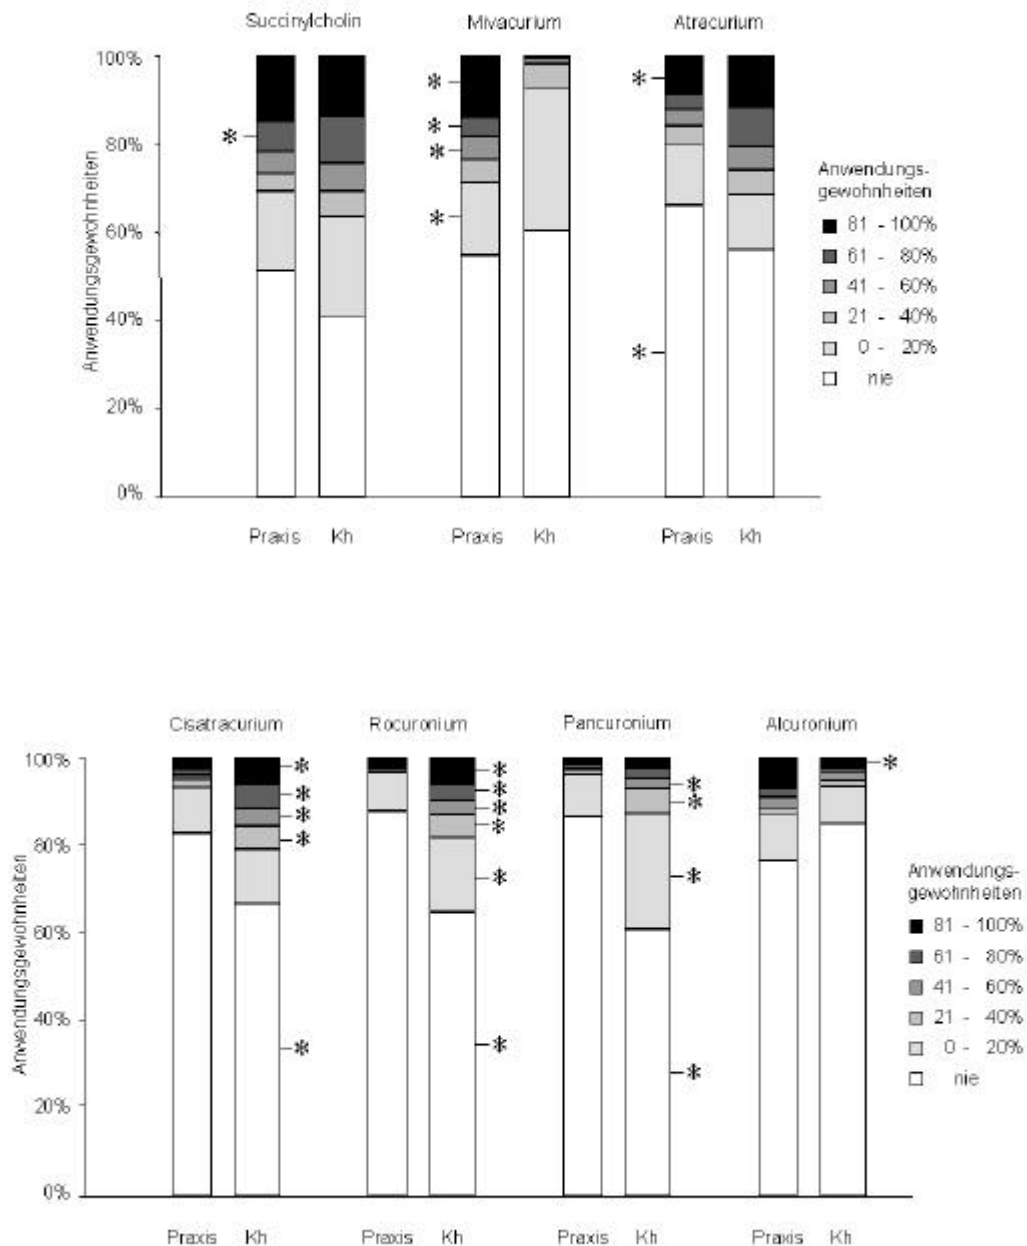 Succinylcholin Mivacurium Atracurium
100%
80%
60%
40%
20%
0%
Anwendungsgewohnheiten
* * * * * * *
Praxis Kh Praxis Kh Praxis Kh
Anwendungs-
gewohnheiten
81 - 100%
61 - 80%
41 - 60%
21 - 40%
0 - 20%
nie
Cisatracurium Rocuronium Pancuronium Alcuronium
100%
80%
60%
40%
20%
0%
Anwendungsgewohnheiten
* * * * * * * * * * * * * * * *
Praxis Kh Praxis Kh Praxis Kh Praxis Kh
Anwendungs-
gewohnheiten
81 - 100%
61 - 80%
41 - 60%
21 - 40%
0 - 20%
nie